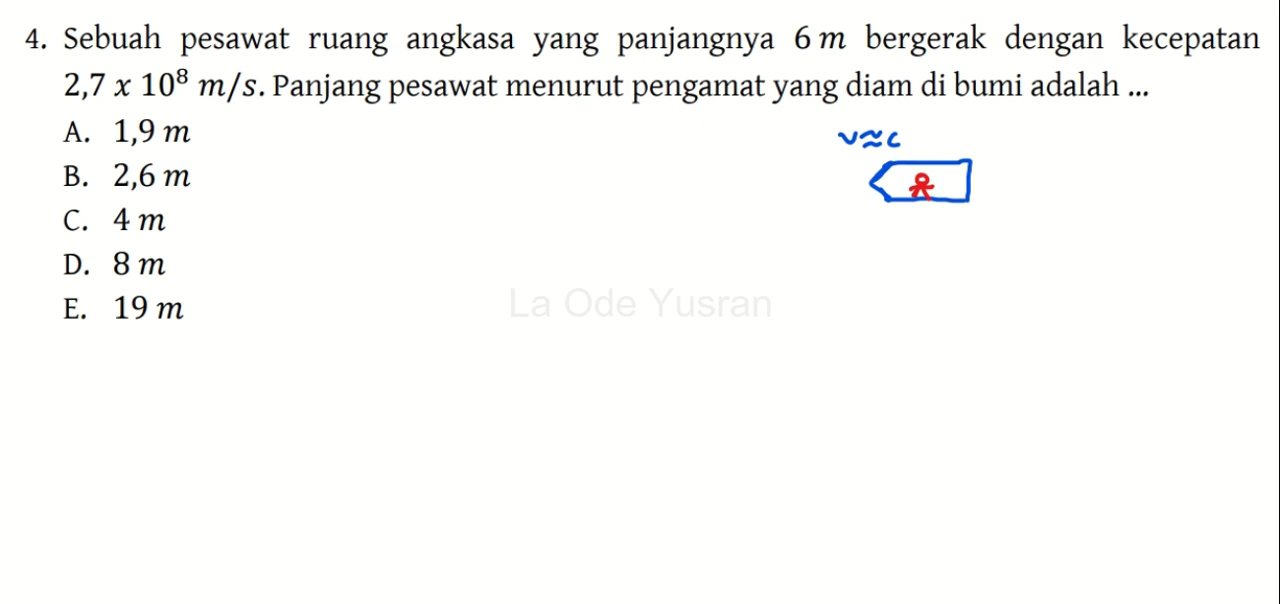 4. Sebuah pesawat ruang angkasa yang panjangnya 6 m bergerak dengan kecepatan
2,7 x 10⁸ m/s. Panjang pesawat menurut pengamat yang diam di bumi adalah ...
A. 1,9 m
v≈c
B. 2,6 m
C. 4 m
D. 8 m
E. 19 m
La Ode Yusran